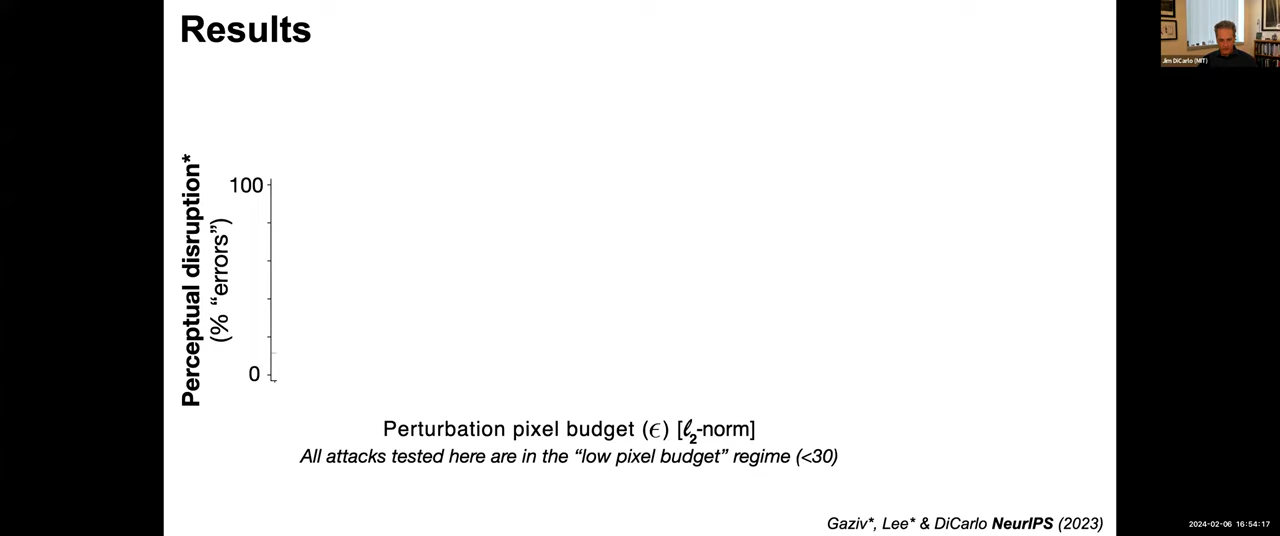 Results
Jim DiCarlo (MIT)
Perceptual disruption*
(% “errors”)
100
0
Perturbation pixel budget (ϵ) [ℓ₂-norm]
All attacks tested here are in the “low pixel budget” regime (<30)
Gaziv*, Lee* & DiCarlo NeurIPS (2023)
2024-02-06 16:54:17